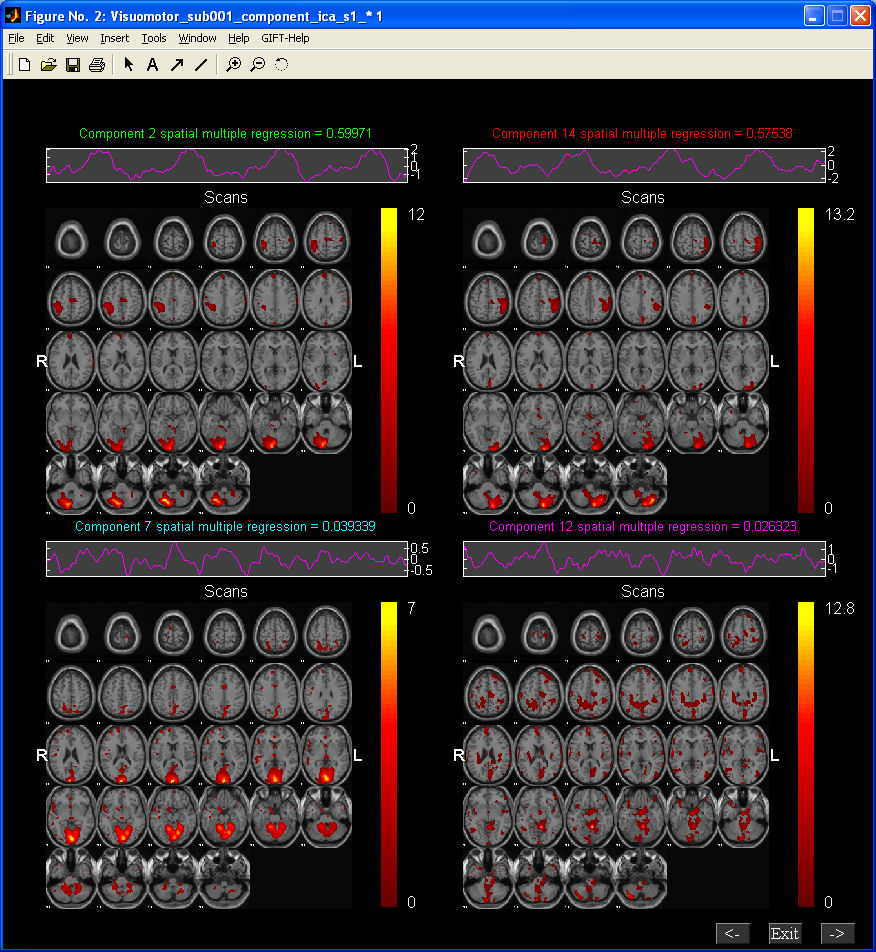 Figure No. 2: Visuomotor_sub001_component_ica_s1_* 1
File Edit View Insert Tools Window Help GIFT-Help
A
Component 2 spatial multiple regression = 0.59971
2
1
0
-1
Scans
12
0
R
L
Component 14 spatial multiple regression = 0.57538
2
0
-2
Scans
13.2
0
R
L
Component 7 spatial multiple regression = 0.039339
0.5
0
-0.5
Scans
7
0
R
L
Component 12 spatial multiple regression = 0.026323
1
0
-1
Scans
12.8
0
R
L
<- Exit ->